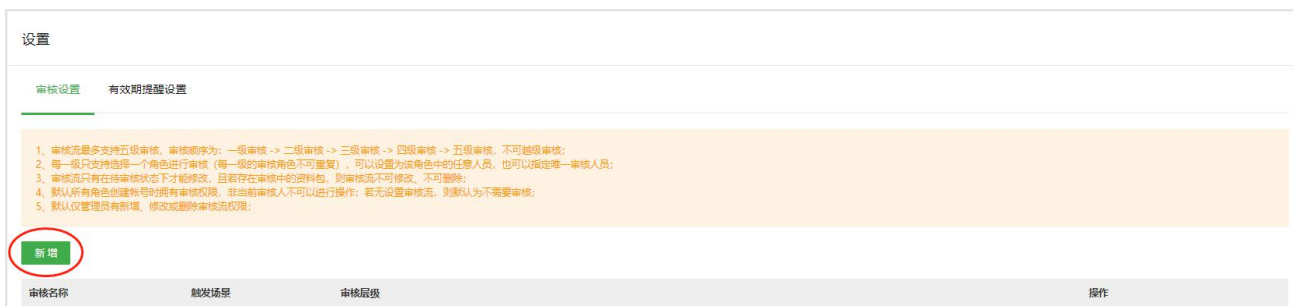 设置
审核设置 有效期提醒设置
1、审核流最多支持五级审核，审核顺序为：一级审核 -> 二级审核 -> 三级审核 -> 四级审核 -> 五级审核，不可越级审核；
2、每一级只支持选择一个角色进行审核（每一级的审核角色不可重复），可以设置为该角色中的任意人员，也可以指定唯一审核人员；
3、审核流只有在待审核状态下才能修改，且若存在审核中的资料包，则审核流不可修改、不可删除；
4、默认所有角色创建帐号时拥有审核权限，非当前审核人不可以进行操作；若无设置审核流，则默认为不需要审核；
5、默认仅管理员有新增、修改或删除审核流权限；
新增
审核名称 触发场景 审核层级 操作